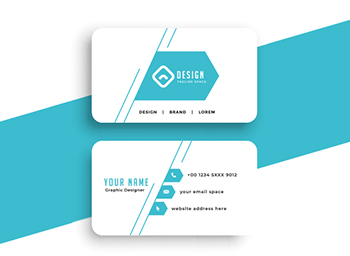 DESIGN
TAGLINE SPACE
DESIGN | BRAND | LOREM
YOUR NAME
Graphic Designer
+00 1234 5XXX 9012
your email space
website address here